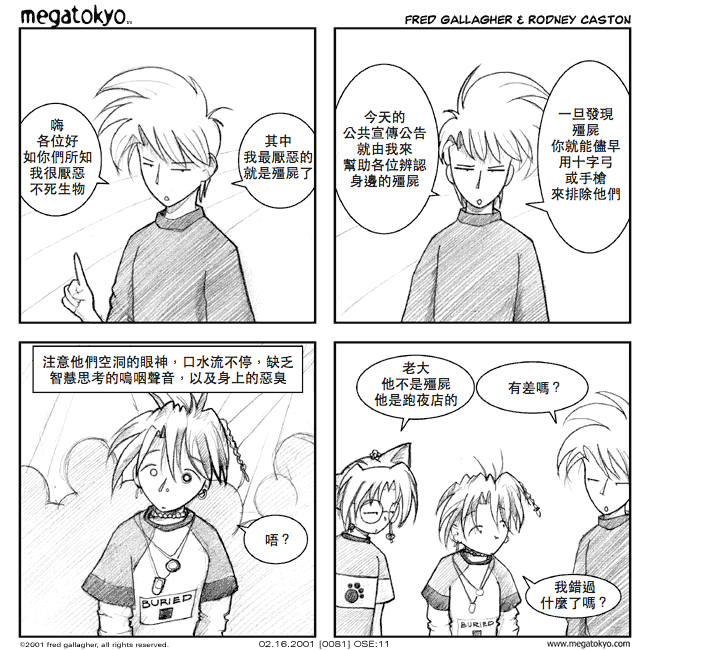 megatokyo
FRED GALLAGHER & RODNEY CASTON
嗨
各位好
如你們所知
我很厭惡
不死生物
其中
我最厭惡的
就是殭屍了
今天的
公共宣傳公告
就由我來
幫助各位辨認
身邊的殭屍
一旦發現
殭屍
你就能儘早
用十字弓
或手槍
來排除他們
注意他們空洞的眼神，口水流不停，缺乏
智慧思考的嗚咽聲音，以及身上的惡臭
唔？
BURIED
老大
他不是殭屍
他是跑夜店的
有差嗎？
我錯過
什麼了嗎？
BURIED
©2001 fred gallagher, all rights reserved.
02.16.2001 [0081] OSE:11
www.megatokyo.com